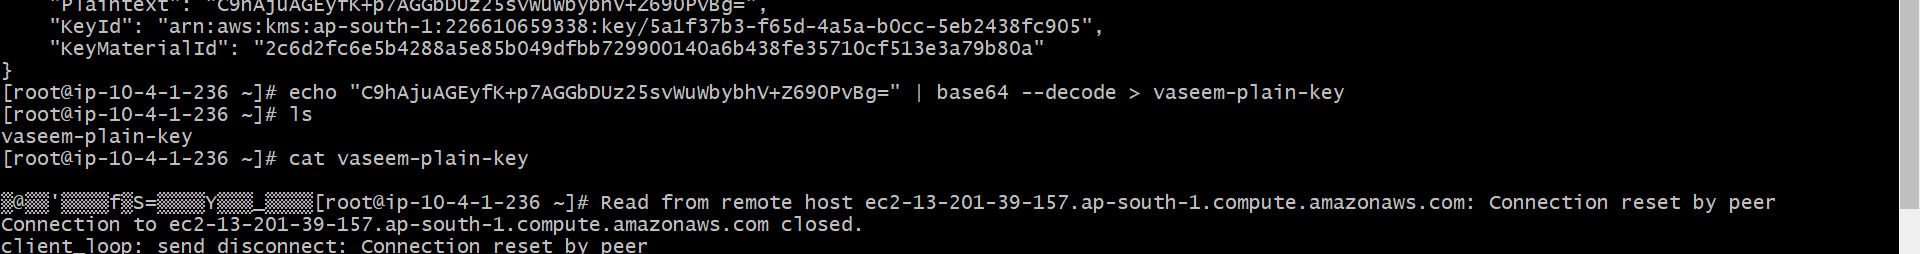 "Plaintext": "C9hAjuAGEyfK+p7AGGbDUz25svWuWbybhV+Z69OPvBg=",
"KeyId": "arn:aws:kms:ap-south-1:226610659338:key/5a1f37b3-f65d-4a5a-b0cc-5eb2438fc905",
"KeyMaterialId": "2c6d2fc6e5b4288a5e85b049dfbb729900140a6b438fe35710cf513e3a79b80a"
}
[root@ip-10-4-1-236 ~]# echo "C9hAjuAGEyfK+p7AGGbDUz25svWuWbybhV+Z69OPvBg=" | base64 --decode > vaseem-plain-key
[root@ip-10-4-1-236 ~]# ls
vaseem-plain-key
[root@ip-10-4-1-236 ~]# cat vaseem-plain-key
▒@▒▒'▒▒▒▒f▒S=▒▒▒▒Y▒▒▒_▒▒▒▒[root@ip-10-4-1-236 ~]# Read from remote host ec2-13-201-39-157.ap-south-1.compute.amazonaws.com: Connection reset by peer
Connection to ec2-13-201-39-157.ap-south-1.compute.amazonaws.com closed.
client_loop: send disconnect: Connection reset by peer